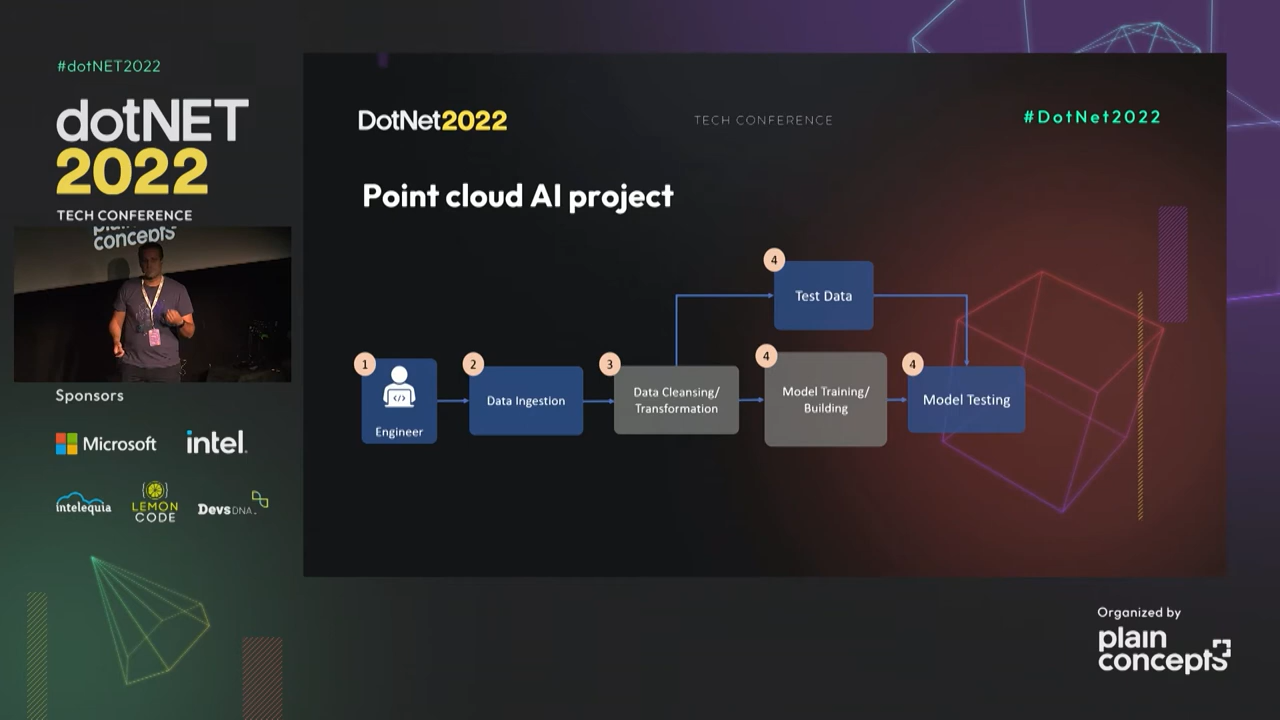 #dotNET2022
dotNET
2022
TECH CONFERENCE
plain
concepts
Sponsors
Microsoft
intel.
intelequia
LEMON
CODE
DevsDNA.
DotNet2022
TECH CONFERENCE
#DotNet2022
Point cloud AI project
4
Test Data
1
Engineer
2
Data Ingestion
3
Data Cleansing/
Transformation
4
Model Training/
Building
4
Model Testing
Organized by
plain
concepts